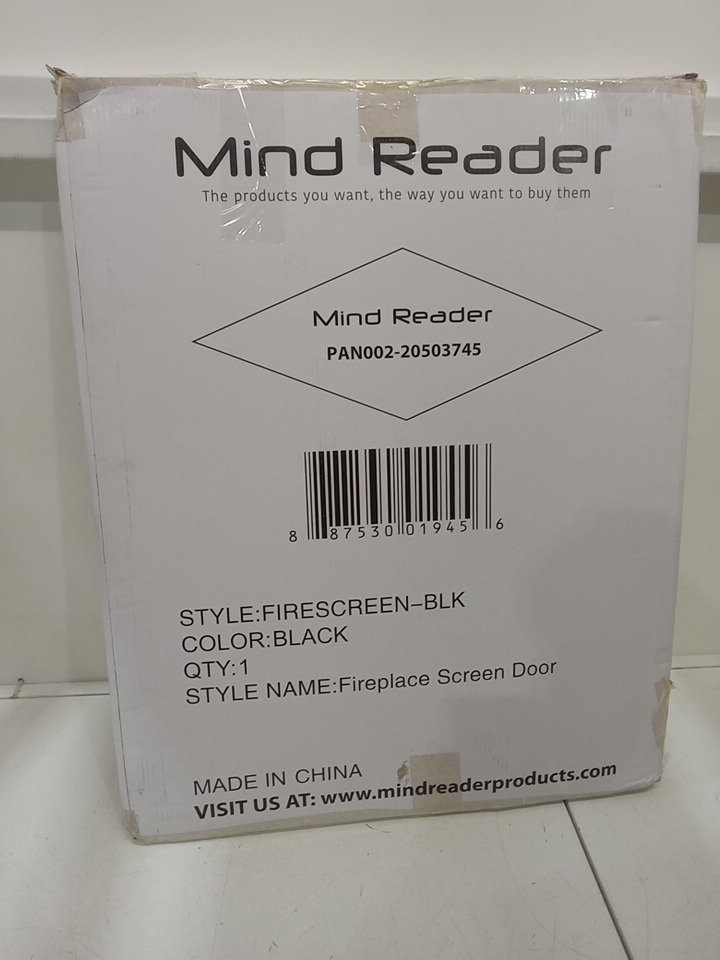 Mind Reader
The products you want, the way you want to buy them
Mind Reader
PAN002-20503745
8 87530 01945 6
STYLE:FIRESCREEN-BLK
COLOR:BLACK
QTY:1
STYLE NAME:Fireplace Screen Door
MADE IN CHINA
VISIT US AT: www.mindreaderproducts.com